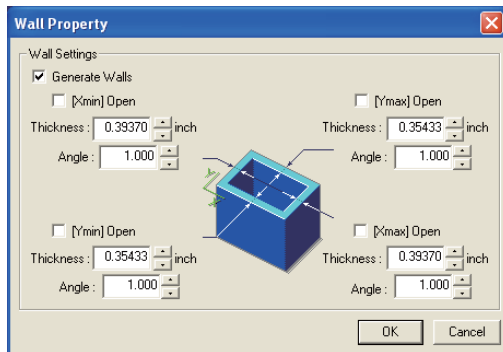 Wall Property
Wall Settings
Generate Walls
[Xmin] Open
[Ymax] Open
Thickness : 0.39370 inch
Thickness : 0.35433 inch
Angle : 1.000
Angle : 1.000
[Ymin] Open
[Xmax] Open
Thickness : 0.35433 inch
Thickness : 0.39370 inch
Angle : 1.000
Angle : 1.000
OK
Cancel